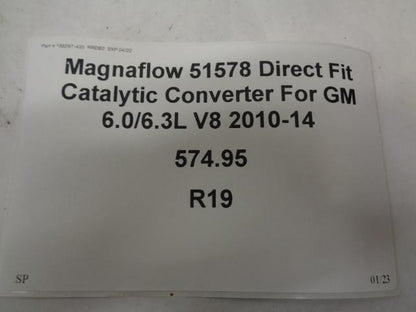 Magnaflow 51578 Direct Fit
Catalytic Converter For GM
6.0/6.3L V8 2010-14
574.95
R19
SP
01/23